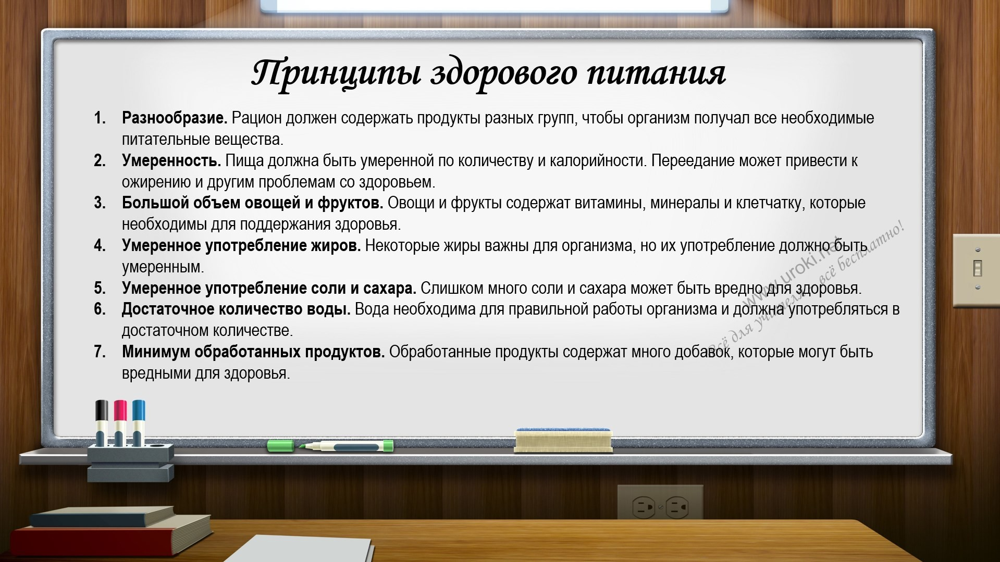 Принципы здорового питания
1. Разнообразие. Рацион должен содержать продукты разных групп, чтобы организм получал все необходимые
питательные вещества.
2. Умеренность. Пища должна быть умеренной по количеству и калорийности. Переедание может привести к
ожирению и другим проблемам со здоровьем.
3. Большой объем овощей и фруктов. Овощи и фрукты содержат витамины, минералы и клетчатку, которые
необходимы для поддержания здоровья.
4. Умеренное употребление жиров. Некоторые жиры важны для организма, но их употребление должно быть
умеренным.
5. Умеренное употребление соли и сахара. Слишком много соли и сахара может быть вредно для здоровья.
6. Достаточное количество воды. Вода необходима для правильной работы организма и должна употребляться в
достаточном количестве.
7. Минимум обработанных продуктов. Обработанные продукты содержат много добавок, которые могут быть
вредными для здоровья.
www.uroki.net
Всё для учителя - всё бесплатно!